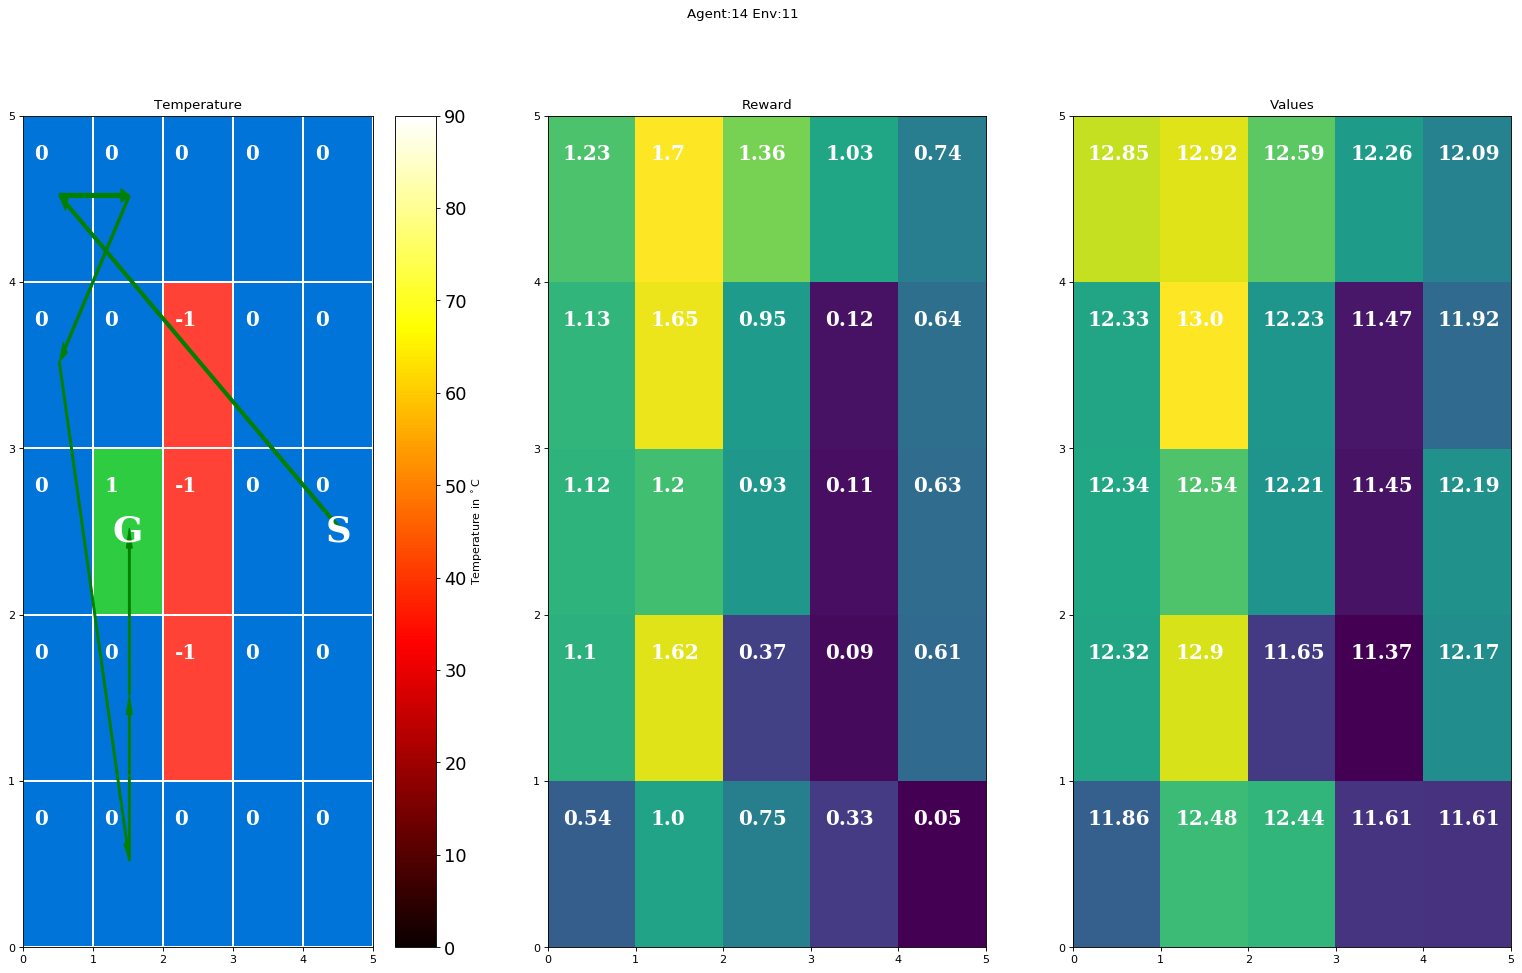 Agent:14 Env:11
Temperature
Reward
Values
5
4
3
2
1
0
0 1 2 3 4 5
0 0 0 0 0
0 0 -1 0 0
0 1 -1 0 0
G S
0 0 -1 0 0
0 0 0 0 0
90
80
70
60
50
40
30
20
10
0
Temperature in °C
5
4
3
2
1
0
0 1 2 3 4 5
1.23 1.7 1.36 1.03 0.74
1.13 1.65 0.95 0.12 0.64
1.12 1.2 0.93 0.11 0.63
1.1 1.62 0.37 0.09 0.61
0.54 1.0 0.75 0.33 0.05
5
4
3
2
1
0
0 1 2 3 4 5
12.85 12.92 12.59 12.26 12.09
12.33 13.0 12.23 11.47 11.92
12.34 12.54 12.21 11.45 12.19
12.32 12.9 11.65 11.37 12.17
11.86 12.48 12.44 11.61 11.61